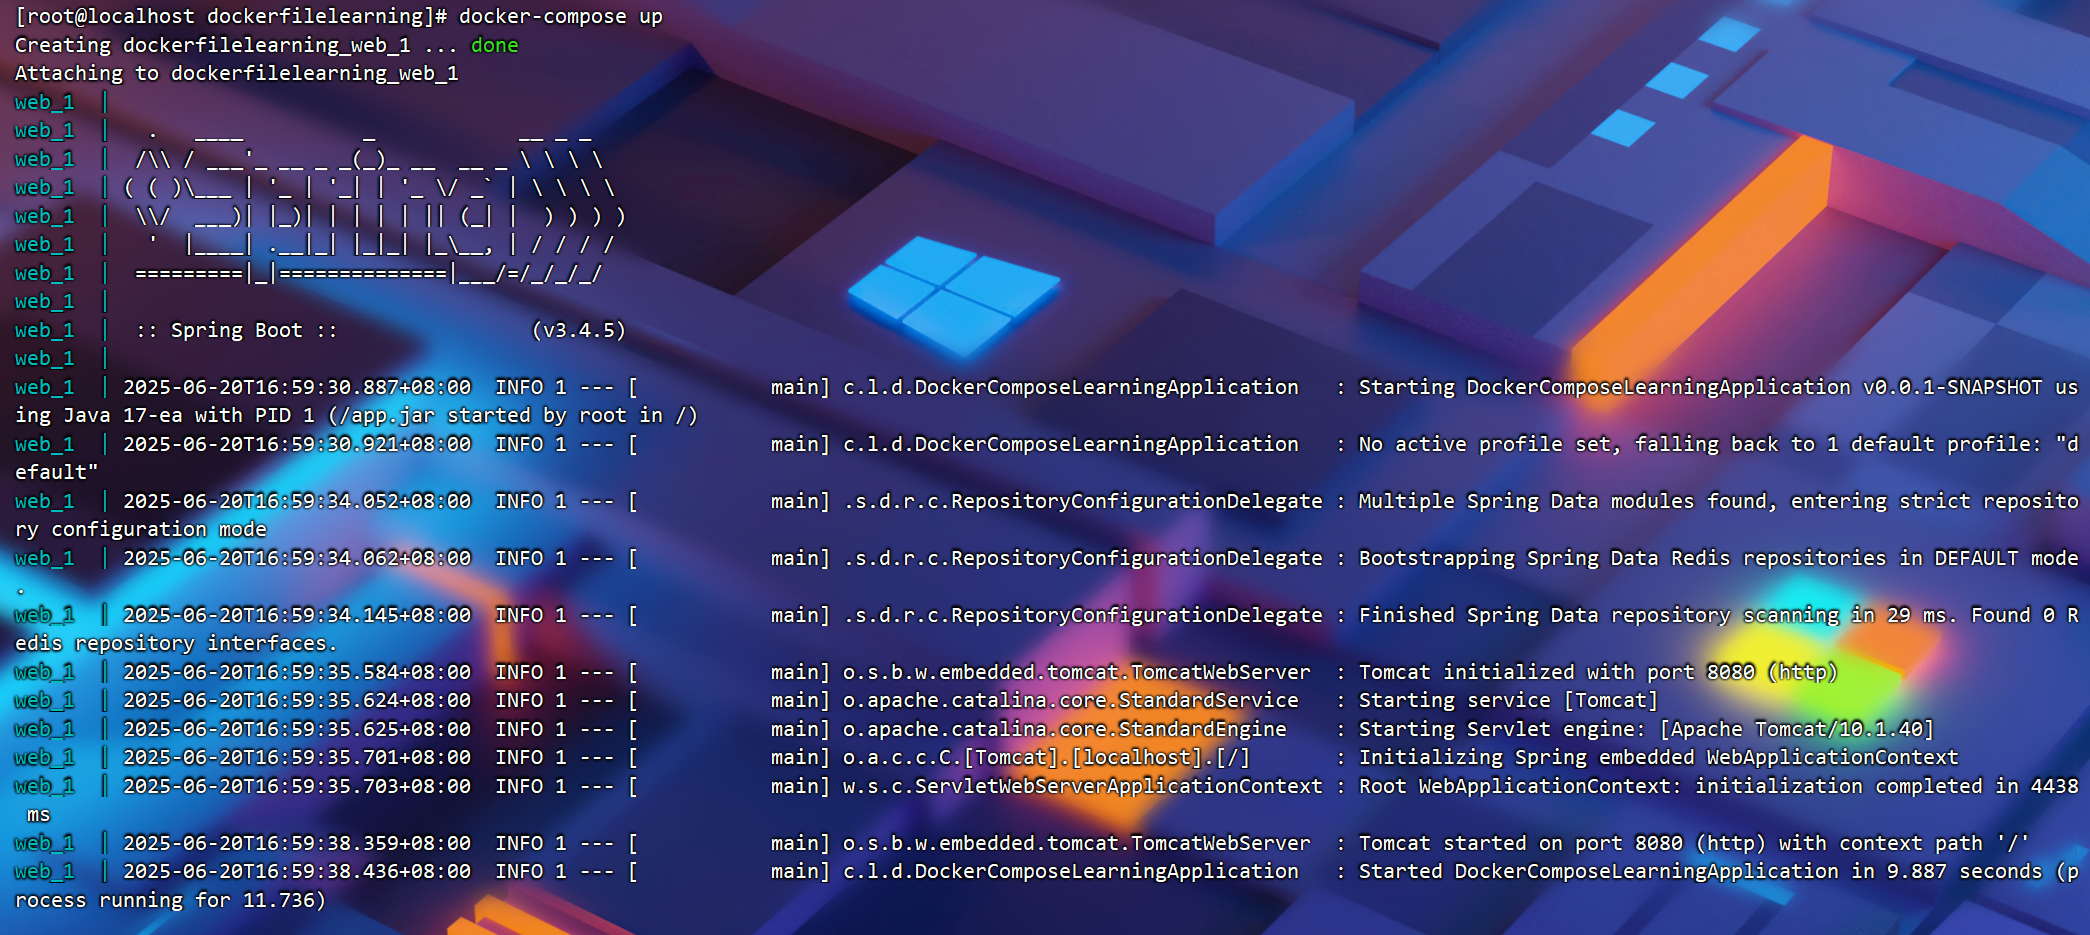 [root@localhost dockerfilelearning]# docker-compose up
Creating dockerfilelearning_web_1 ... done
Attaching to dockerfilelearning_web_1
web_1  |
web_1  |   .   ____          _            __ _ _
web_1  |  /\\ / ___'_ __ _ _(_)_ __  __ _ \ \ \ \
web_1  | ( ( )\___ | '_ | '_| | '_ \/ _` | \ \ \ \
web_1  |  \\/  ___)| |_)| | | | | || (_| |  ) ) ) )
web_1  |   '  |____| .__|_| |_|_| |_\__, | / / / /
web_1  |  =========|_|==============|___/=/_/_/_/
web_1  |
web_1  |  :: Spring Boot ::                (v3.4.5)
web_1  |
web_1  | 2025-06-20T16:59:30.887+08:00  INFO 1 --- [           main] c.l.d.DockerComposeLearningApplication   : Starting DockerComposeLearningApplication v0.0.1-SNAPSHOT us
ing Java 17-ea with PID 1 (/app.jar started by root in /)
web_1  | 2025-06-20T16:59:30.921+08:00  INFO 1 --- [           main] c.l.d.DockerComposeLearningApplication   : No active profile set, falling back to 1 default profile: "d
efault"
web_1  | 2025-06-20T16:59:34.052+08:00  INFO 1 --- [           main] .s.d.r.c.RepositoryConfigurationDelegate : Multiple Spring Data modules found, entering strict reposito
ry configuration mode
web_1  | 2025-06-20T16:59:34.062+08:00  INFO 1 --- [           main] .s.d.r.c.RepositoryConfigurationDelegate : Bootstrapping Spring Data Redis repositories in DEFAULT mode
.
web_1  | 2025-06-20T16:59:34.145+08:00  INFO 1 --- [           main] .s.d.r.c.RepositoryConfigurationDelegate : Finished Spring Data repository scanning in 29 ms. Found 0 R
edis repository interfaces.
web_1  | 2025-06-20T16:59:35.584+08:00  INFO 1 --- [           main] o.s.b.w.embedded.tomcat.TomcatWebServer  : Tomcat initialized with port 8080 (http)
web_1  | 2025-06-20T16:59:35.624+08:00  INFO 1 --- [           main] o.apache.catalina.core.StandardService   : Starting service [Tomcat]
web_1  | 2025-06-20T16:59:35.625+08:00  INFO 1 --- [           main] o.apache.catalina.core.StandardEngine    : Starting Servlet engine: [Apache Tomcat/10.1.40]
web_1  | 2025-06-20T16:59:35.701+08:00  INFO 1 --- [           main] o.a.c.c.C.[Tomcat].[localhost].[/]       : Initializing Spring embedded WebApplicationContext
web_1  | 2025-06-20T16:59:35.703+08:00  INFO 1 --- [           main] w.s.c.ServletWebServerApplicationContext : Root WebApplicationContext: initialization completed in 4438
 ms
web_1  | 2025-06-20T16:59:38.359+08:00  INFO 1 --- [           main] o.s.b.w.embedded.tomcat.TomcatWebServer  : Tomcat started on port 8080 (http) with context path '/'
web_1  | 2025-06-20T16:59:38.436+08:00  INFO 1 --- [           main] c.l.d.DockerComposeLearningApplication   : Started DockerComposeLearningApplication in 9.887 seconds (p
rocess running for 11.736)